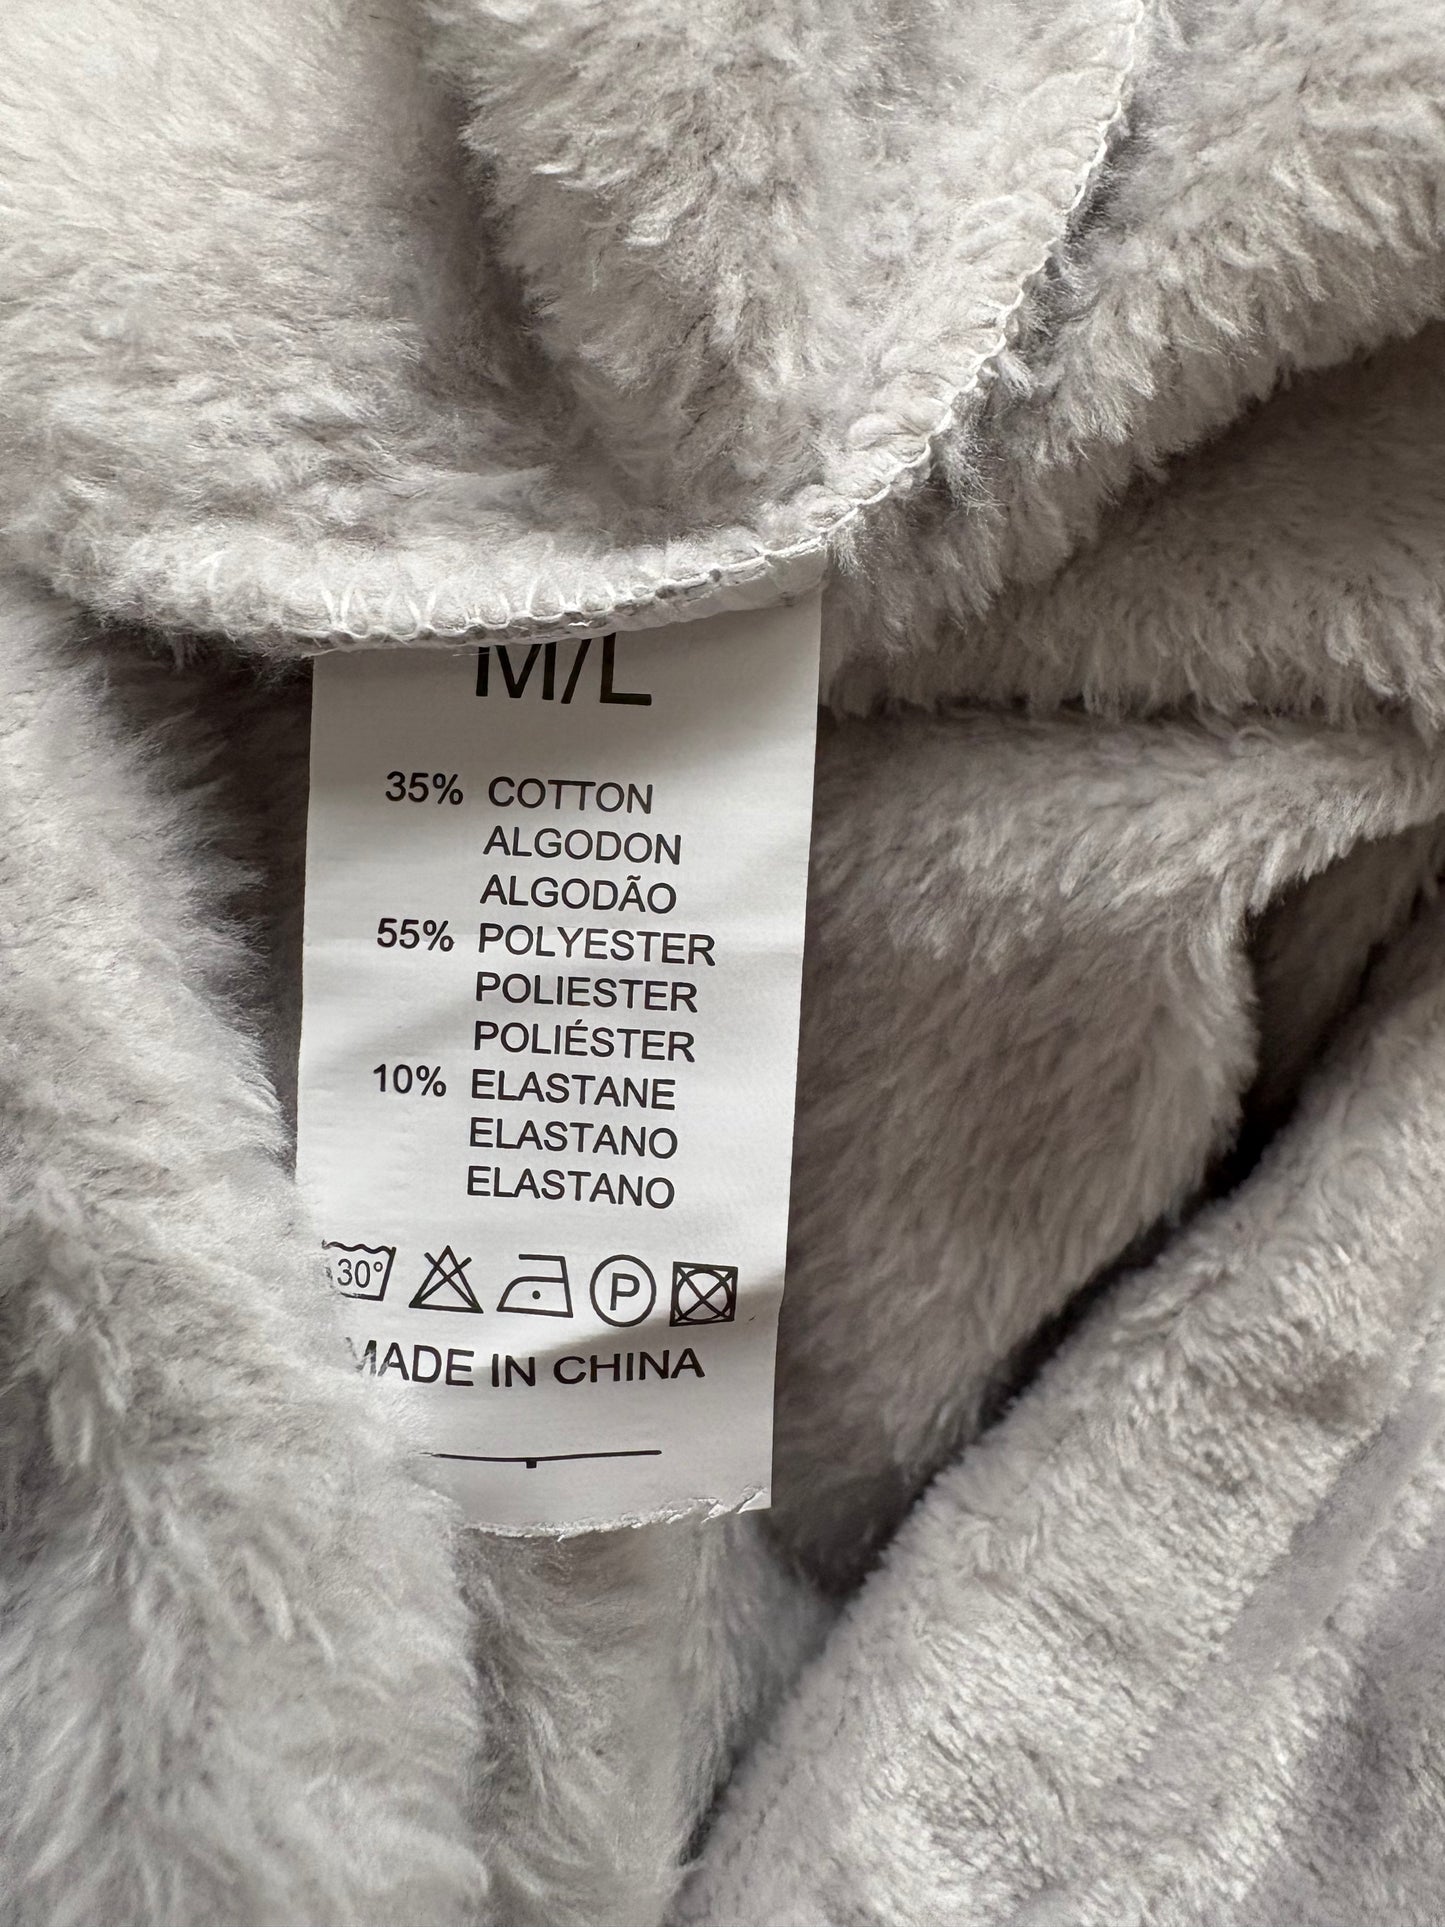 M/L
35% COTTON
ALGODON
ALGODÃO
55% POLYESTER
POLIESTER
POLIÉSTER
10% ELASTANE
ELASTANO
ELASTANO
30° P
MADE IN CHINA